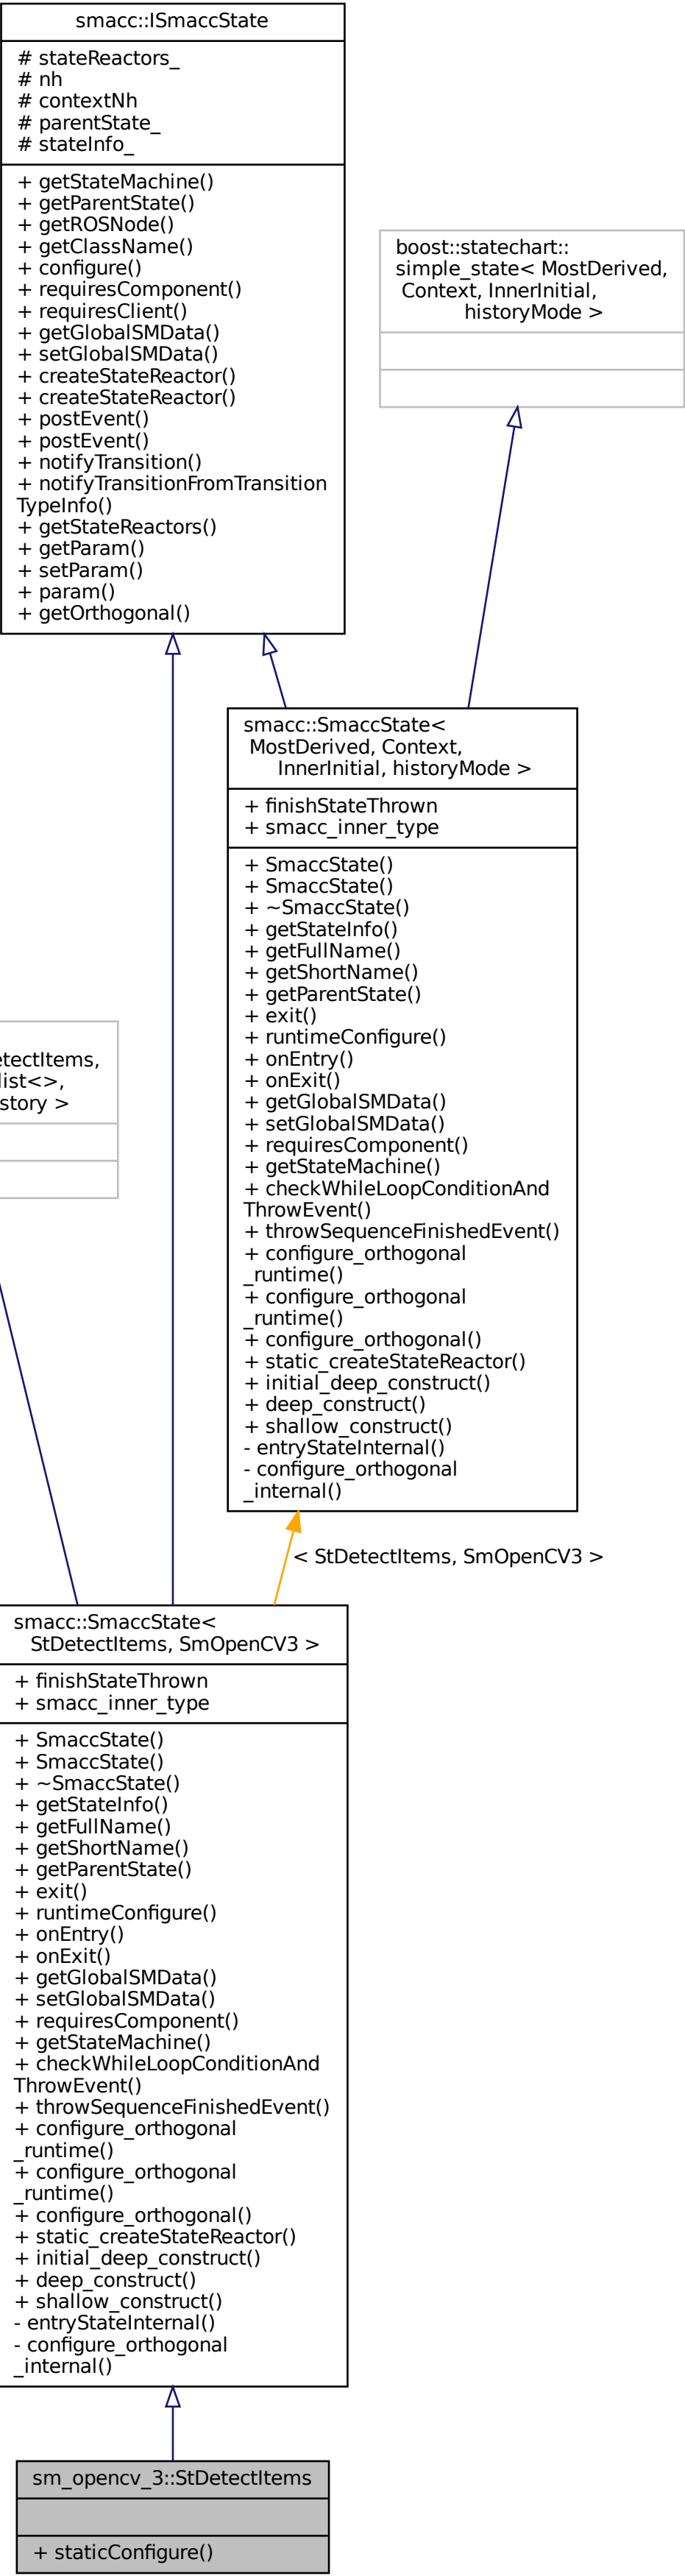 smacc::ISmaccState
# stateReactors_
# nh
# contextNh
# parentState_
# stateInfo_
+ getStateMachine()
+ getParentState()
+ getROSNode()
+ getClassName()
+ configure()
+ requiresComponent()
+ requiresClient()
+ getGlobalSMData()
+ setGlobalSMData()
+ createStateReactor()
+ createStateReactor()
+ postEvent()
+ postEvent()
+ notifyTransition()
+ notifyTransitionFromTransition
TypeInfo()
+ getStateReactors()
+ getParam()
+ setParam()
+ param()
+ getOrthogonal()
boost::statechart::
simple_state< MostDerived,
Context, InnerInitial,
historyMode >
smacc::SmaccState<
MostDerived, Context,
InnerInitial, historyMode >
+ finishStateThrown
+ smacc_inner_type
+ SmaccState()
+ SmaccState()
+ ~SmaccState()
+ getStateInfo()
+ getFullName()
+ getShortName()
+ getParentState()
+ exit()
+ runtimeConfigure()
+ onEntry()
+ onExit()
+ getGlobalSMData()
+ setGlobalSMData()
+ requiresComponent()
+ getStateMachine()
+ checkWhileLoopConditionAnd
ThrowEvent()
+ throwSequenceFinishedEvent()
+ configure_orthogonal
_runtime()
+ configure_orthogonal
_runtime()
+ configure_orthogonal()
+ static_createStateReactor()
+ initial_deep_construct()
+ deep_construct()
+ shallow_construct()
- entryStateInternal()
- configure_orthogonal
_internal()
etectItems,
list<>,
story >
< StDetectItems, SmOpenCV3 >
smacc::SmaccState<
StDetectItems, SmOpenCV3 >
+ finishStateThrown
+ smacc_inner_type
+ SmaccState()
+ SmaccState()
+ ~SmaccState()
+ getStateInfo()
+ getFullName()
+ getShortName()
+ getParentState()
+ exit()
+ runtimeConfigure()
+ onEntry()
+ onExit()
+ getGlobalSMData()
+ setGlobalSMData()
+ requiresComponent()
+ getStateMachine()
+ checkWhileLoopConditionAnd
ThrowEvent()
+ throwSequenceFinishedEvent()
+ configure_orthogonal
_runtime()
+ configure_orthogonal
_runtime()
+ configure_orthogonal()
+ static_createStateReactor()
+ initial_deep_construct()
+ deep_construct()
+ shallow_construct()
- entryStateInternal()
- configure_orthogonal
_internal()
sm_opencv_3::StDetectItems
+ staticConfigure()